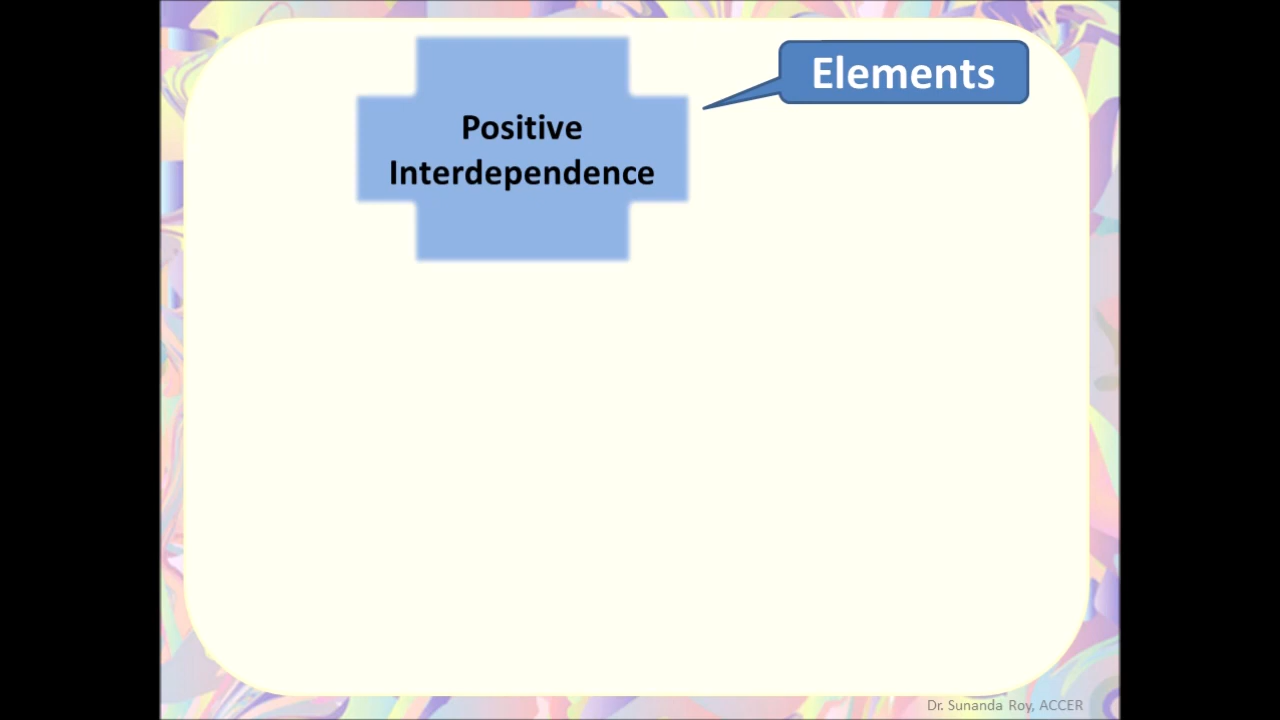 Elements
Positive
Interdependence
Dr. Sunanda Roy, ACCER